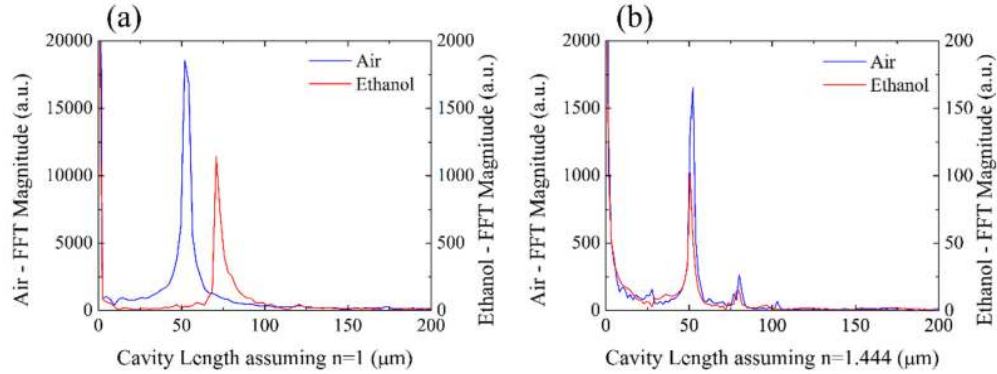 (a)
20000
15000
10000
5000
0
Air - FFT Magnitude (a.u.)
Air
Ethanol
2000
1500
1000
500
0
Ethanol - FFT Magnitude (a.u.)
0 50 100 150 200
Cavity Length assuming n=1 (μm)
(b)
2000
1500
1000
500
0
Air - FFT Magnitude (a.u.)
Air
Ethanol
200
150
100
50
0
Ethanol - FFT Magnitude (a.u.)
0 50 100 150 200
Cavity Length assuming n=1.444 (μm)